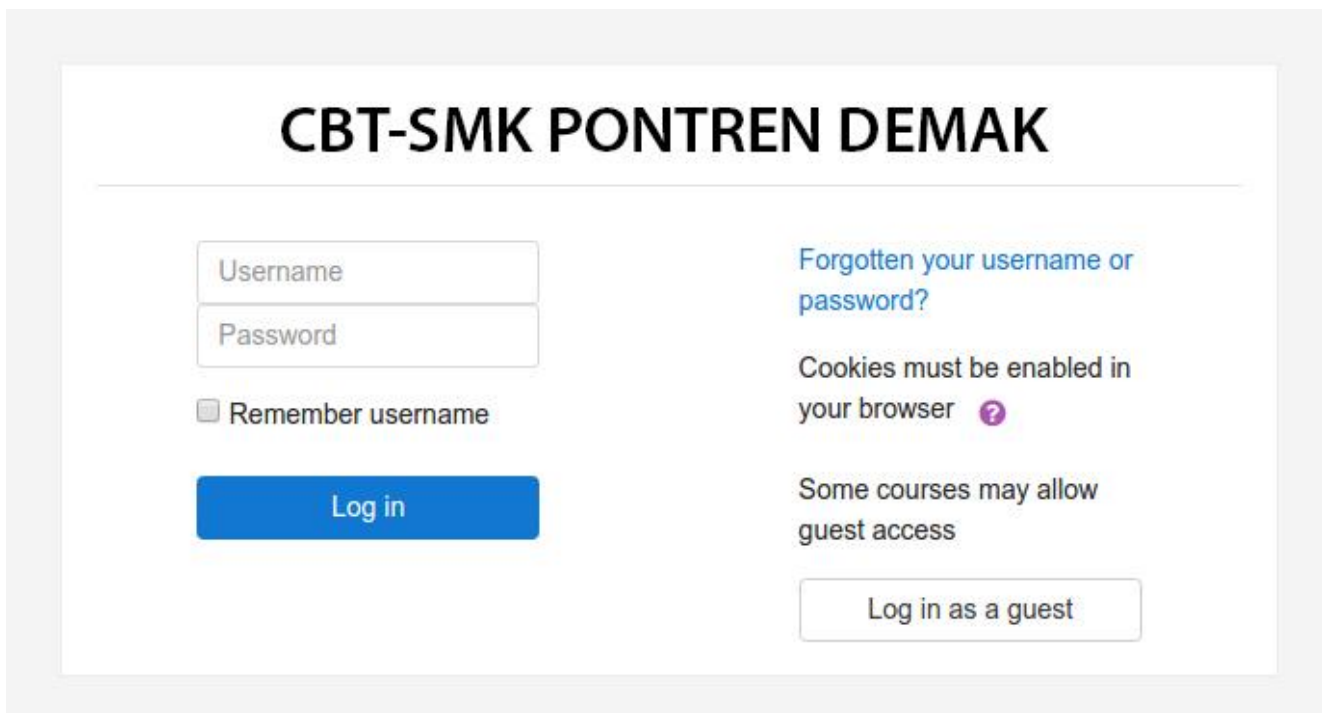 CBT-SMK PONTREN DEMAK
Username
Password
Remember username
Log in
Forgotten your username or
password?
Cookies must be enabled in
your browser
Some courses may allow
guest access
Log in as a guest